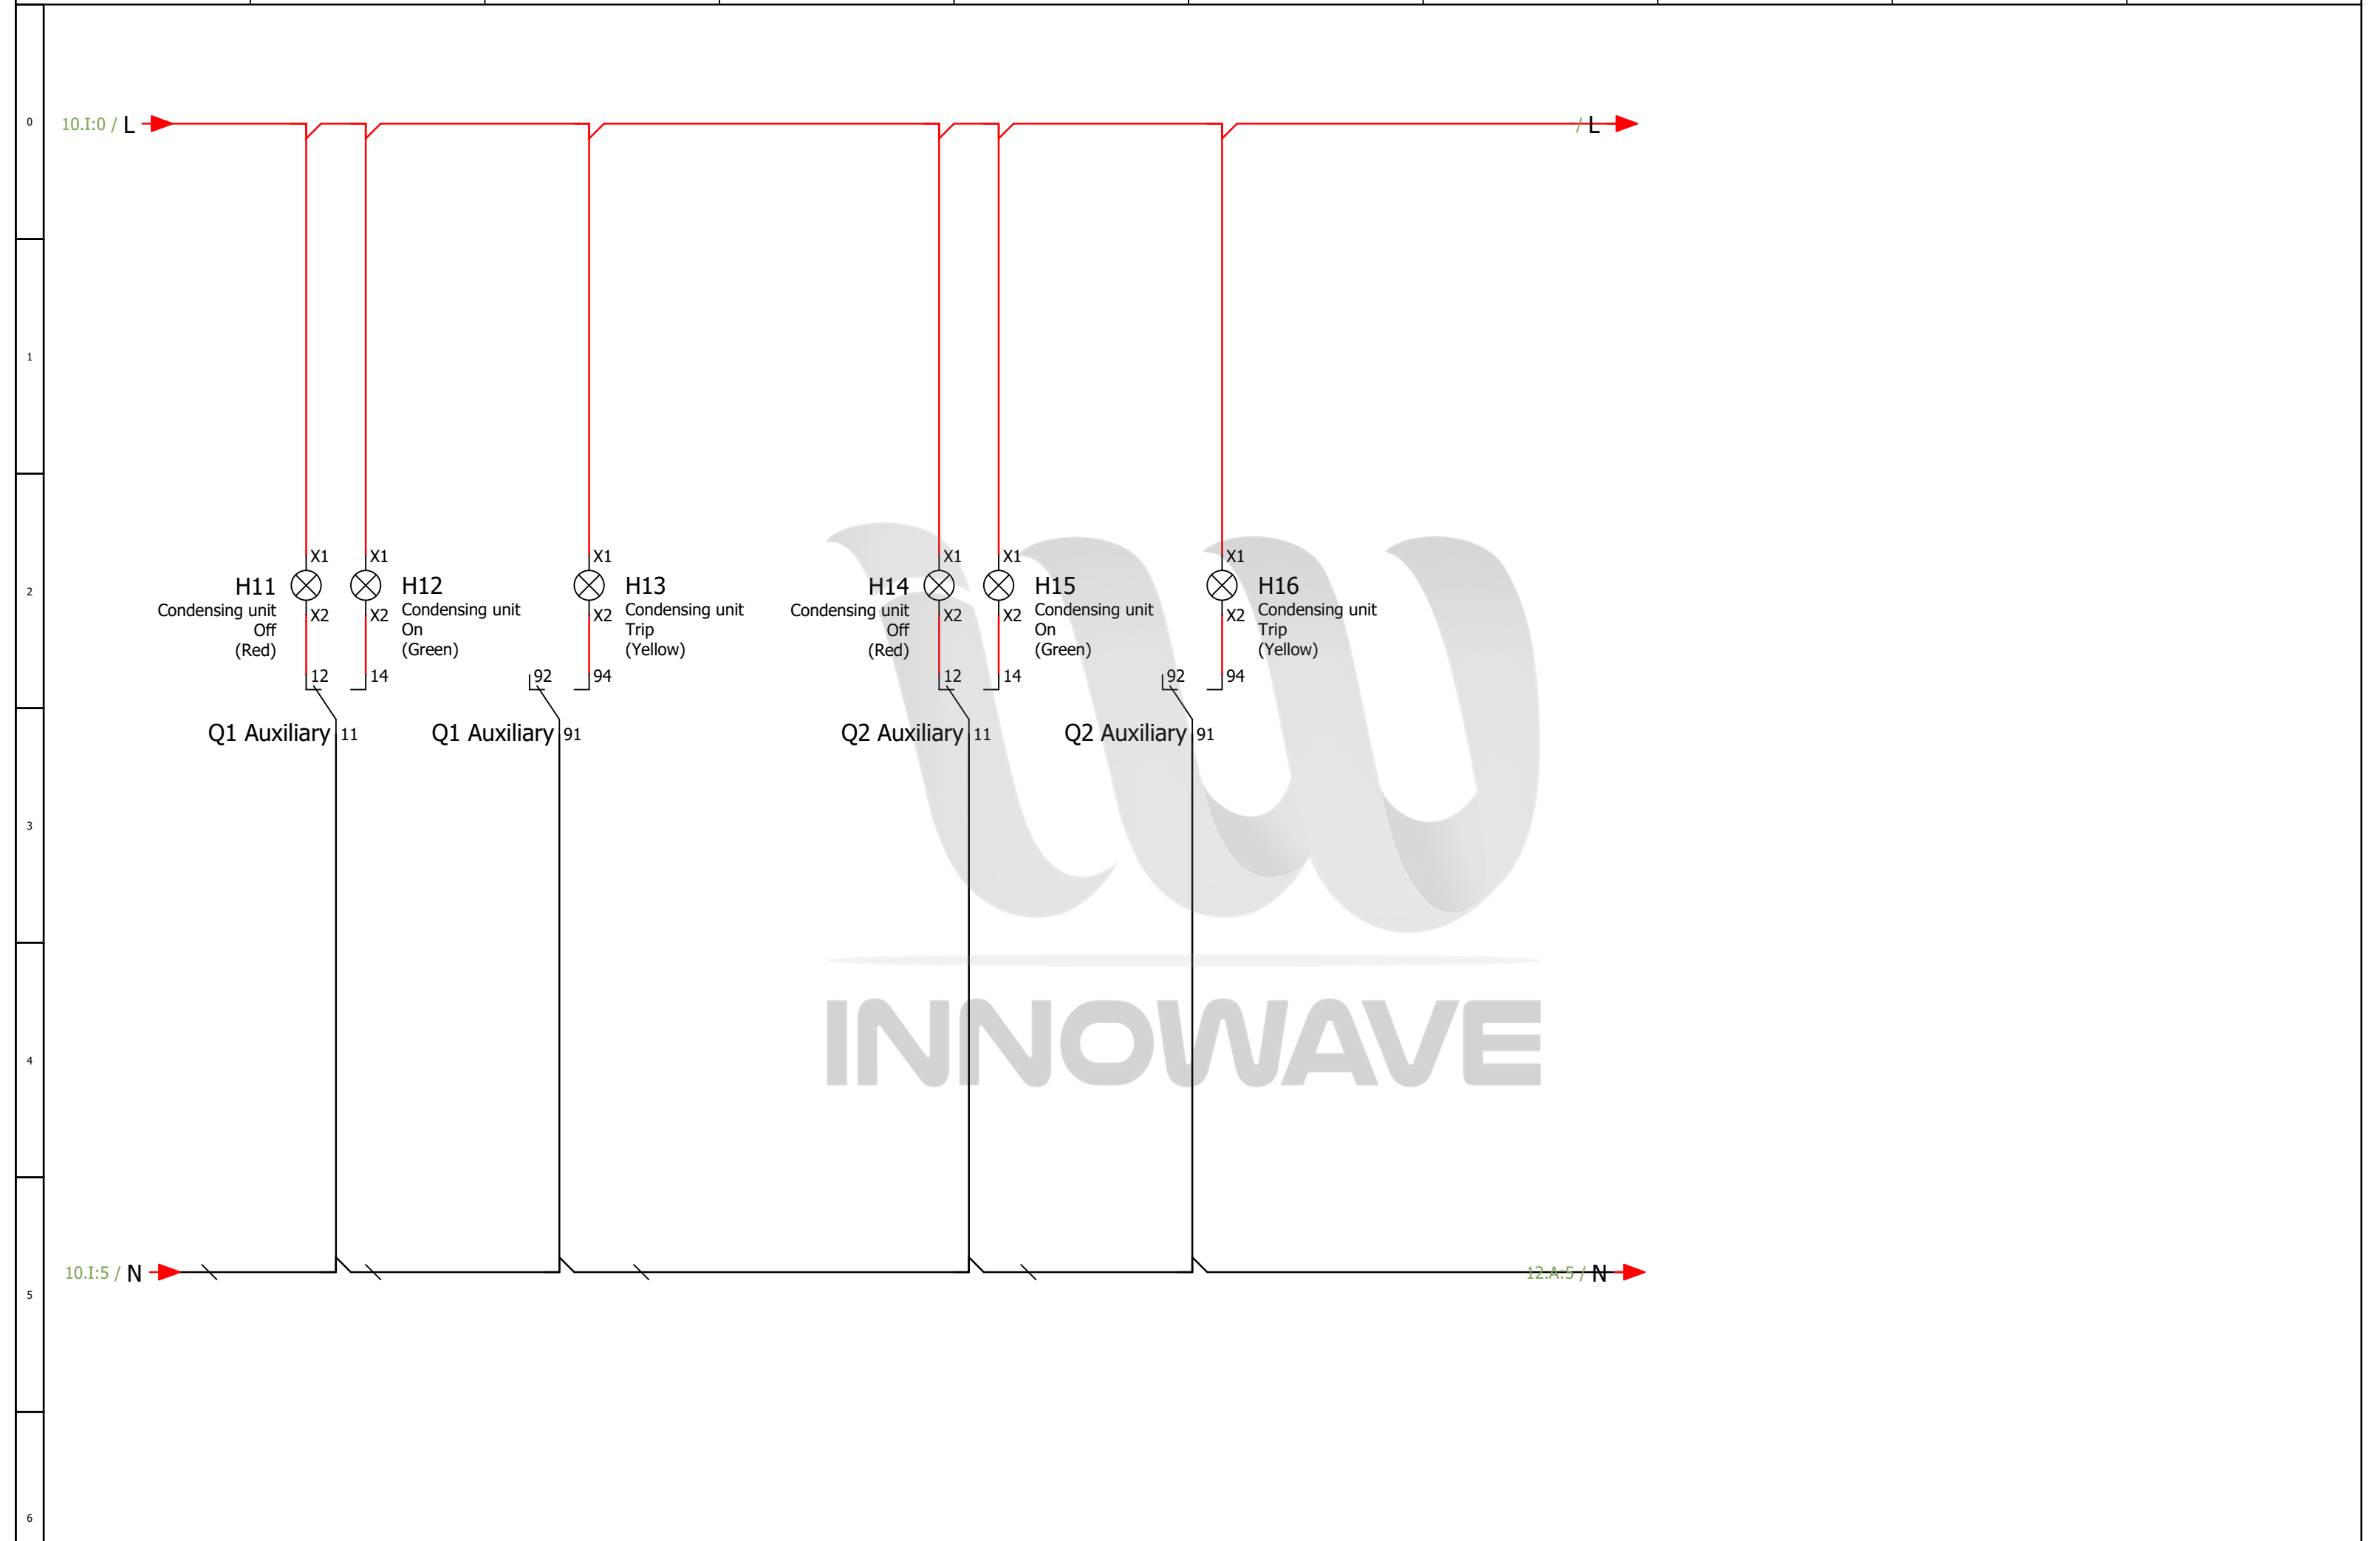 0
10.I:0 / L
/ L
1
X1
X1
X1
X1
X1
X1
2
H11
Condensing unit
Off
(Red)
H12
Condensing unit
On
(Green)
H13
Condensing unit
Trip
(Yellow)
H14
Condensing unit
Off
(Red)
H15
Condensing unit
On
(Green)
H16
Condensing unit
Trip
(Yellow)
X2
X2
X2
X2
X2
X2
12
14
92
94
12
14
92
94
Q1 Auxiliary 11
Q1 Auxiliary 91
Q2 Auxiliary 11
Q2 Auxiliary 91
3
INNOWAVE
4
10.I:5 / N
12.A:5 / N
5
6